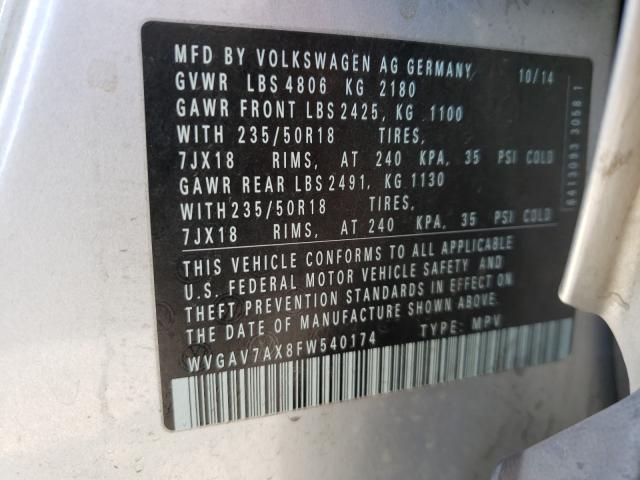 MFD BY VOLKSWAGEN AG GERMANY 10/14
GVWR LBS 4806 KG 2180
GAWR FRONT LBS 2425, KG 1100
WITH 235/50R18 TIRES,
7JX18 RIMS, AT 240 KPA, 35 PSI COLD
GAWR REAR LBS 2491, KG 1130
WITH 235/50R18 TIRES,
7JX18 RIMS, AT 240 KPA, 35 PSI COLD
THIS VEHICLE CONFORMS TO ALL APPLICABLE
U.S. FEDERAL MOTOR VEHICLE SAFETY AND
THEFT PREVENTION STANDARDS IN EFFECT ON
THE DATE OF MANUFACTURE SHOWN ABOVE.
WVGAV7AX8FW540174 TYPE: MPV
6413093 3058 1